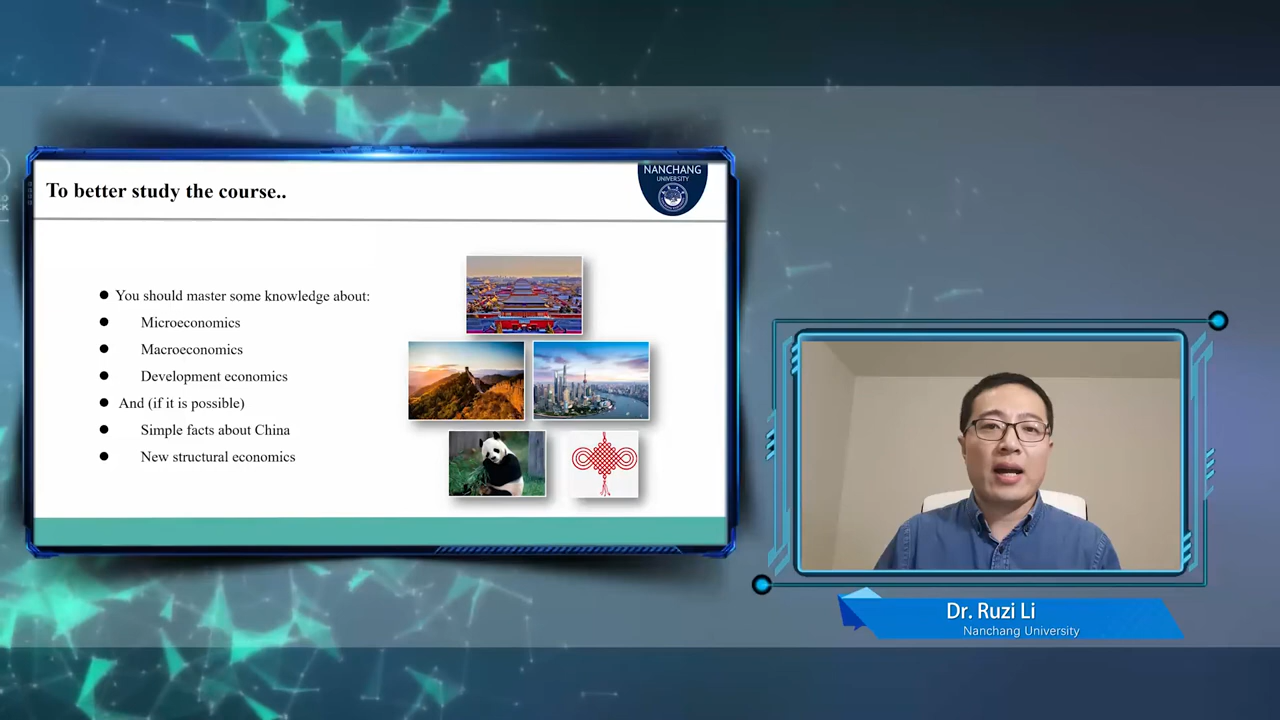 To better study the course..
NANCHANG
UNIVERSITY
● You should master some knowledge about:
● Microeconomics
● Macroeconomics
● Development economics
● And (if it is possible)
● Simple facts about China
● New structural economics
Dr. Ruzi Li
Nanchang University